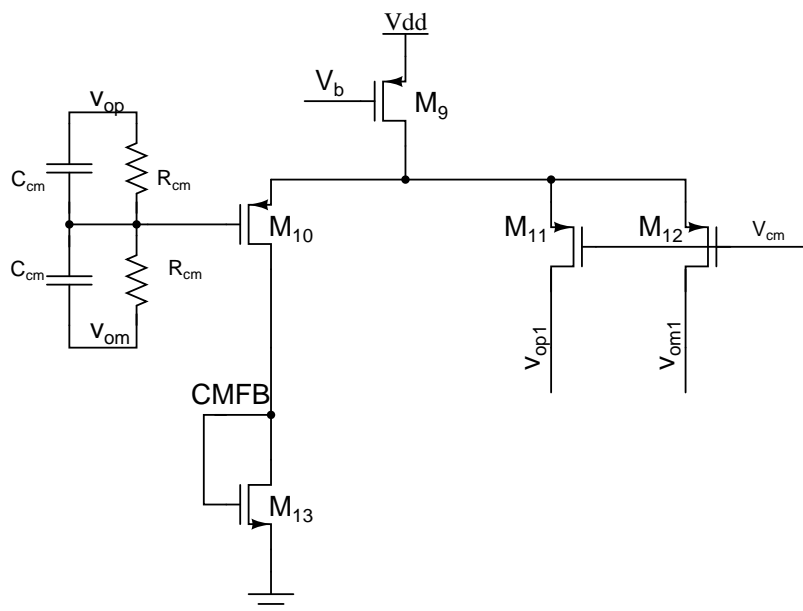 Vdd
V_b
M_9
v_op
C_cm
R_cm
M_10
M_11
M_12
V_cm
C_cm
R_cm
v_om
v_op1
v_om1
CMFB
M_13